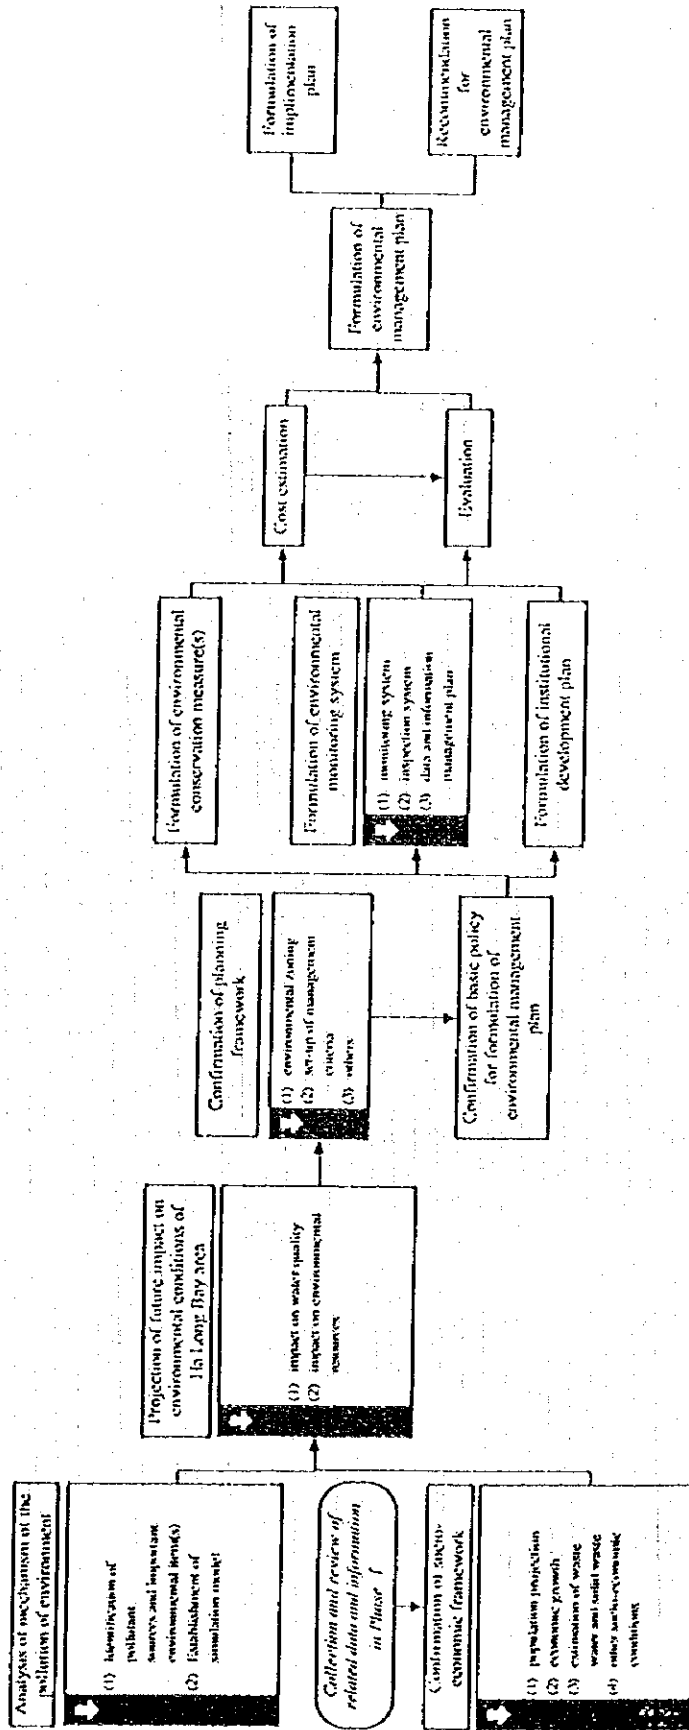 Analysis of mechanism of the
pollution of environment
(1) Identification of
pollutant
sources and important
environmental item(s)
(2) Establishment of
simulation model
Collection and review of
related data and information
in Phase I
Confirmation of socio-
economic framework
(1) population projection
(2) economic growth
(3) estimation of waste
water and solid waste
(4) other socio-economic
conditions
Projection of future impact on
environmental conditions of
Ha Long Bay area
(1) impact on water quality
(2) impact on environmental
resources
Confirmation of planning
framework
(1) environmental zoning
(2) set-up of management
criteria
(3) others
Confirmation of basic policy
for formulation of
environmental management
plan
Formulation of environmental
conservation measure(s)
Formulation of environmental
monitoring system
(1) monitoring system
(2) inspection system
(3) data and information
management plan
Formulation of institutional
development plan
Cost estimation
Evaluation
Formulation of
environmental
management plan
Formulation of
implimentation
plan
Recommendation
for
environmental
management plan